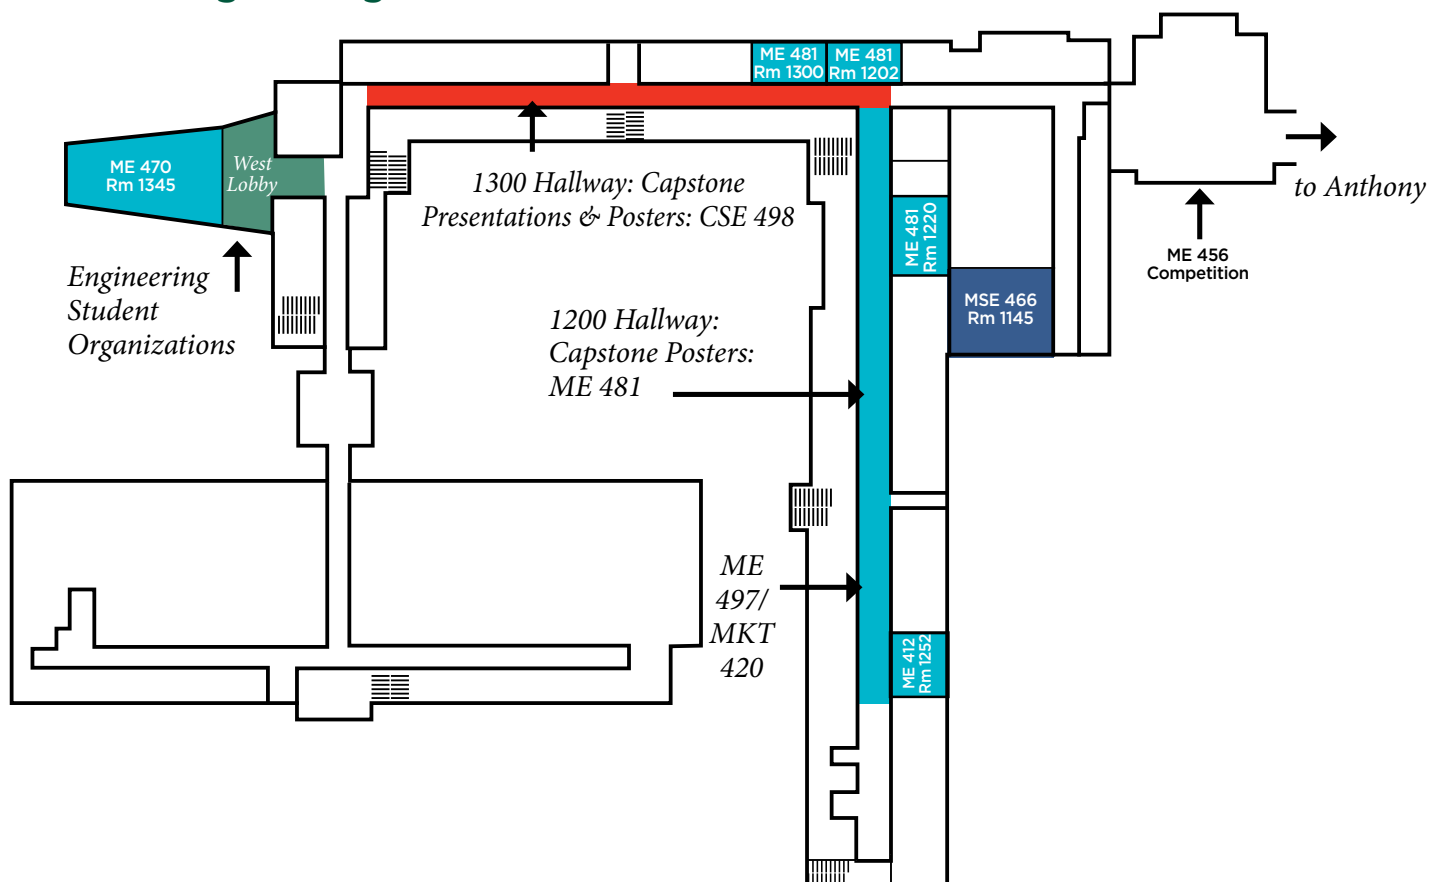 ME 481
Rm 1300
ME 481
Rm 1202
ME 470
Rm 1345
West
Lobby
1300 Hallway: Capstone
Presentations & Posters: CSE 498
to Anthony
ME 481
Rm 1220
ME 456
Competition
Engineering
Student
Organizations
MSE 466
Rm 1145
1200 Hallway:
Capstone Posters:
ME 481
ME
497/
MKT
420
ME 412
Rm 1252